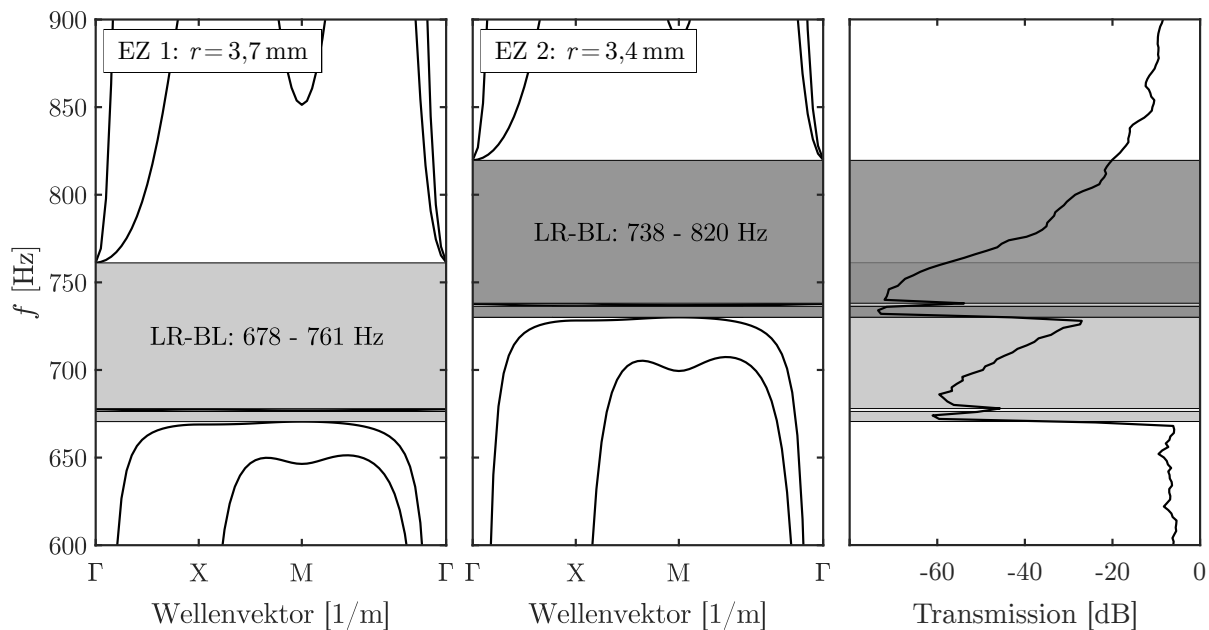 EZ 1: r = 3,7 mm
EZ 2: r = 3,4 mm
f [Hz]
900
850
800
750
700
650
600
LR-BL: 678 - 761 Hz
LR-BL: 738 - 820 Hz
Γ X M Γ
Γ X M Γ
-60 -40 -20 0
Wellenvektor [1/m]
Wellenvektor [1/m]
Transmission [dB]